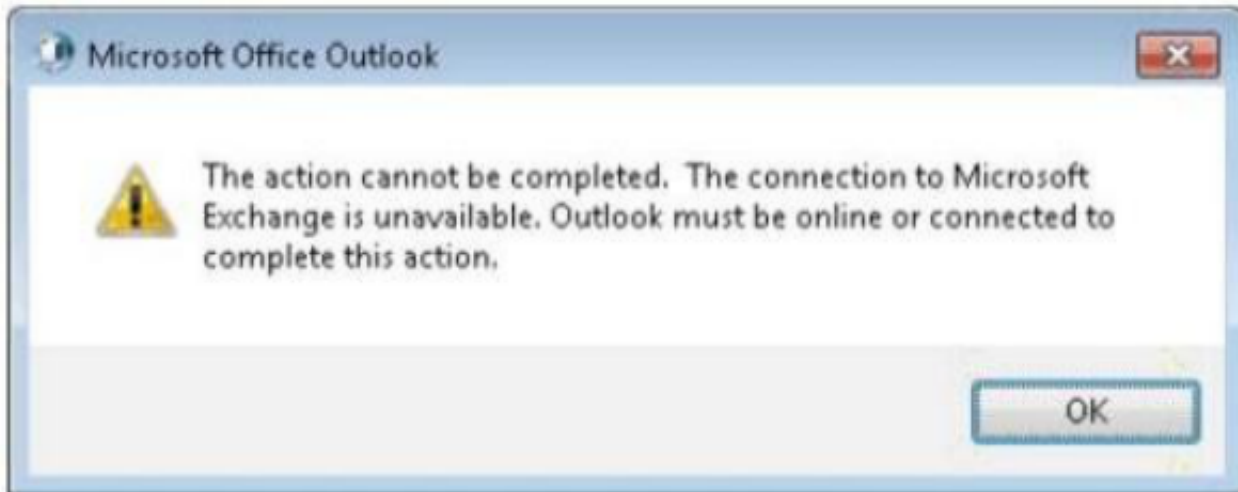 Microsoft Office Outlook
The action cannot be completed. The connection to Microsoft
Exchange is unavailable. Outlook must be online or connected to
complete this action.
OK